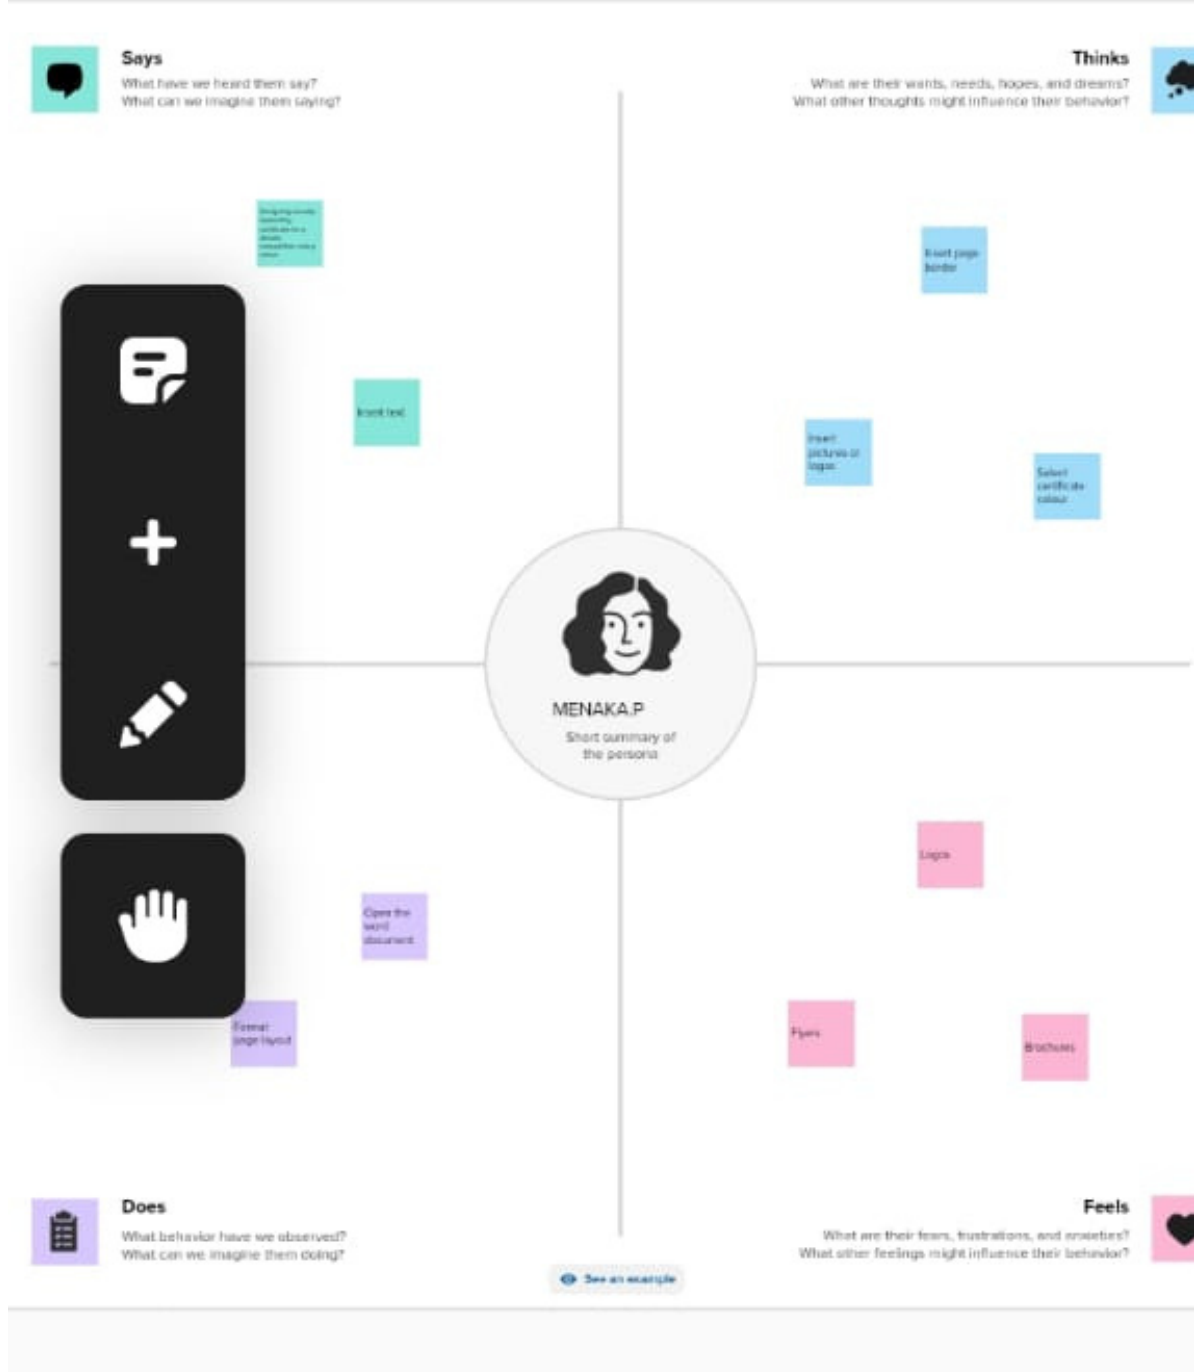 Says
What have we heard them say?
What can we imagine them saying?
Thinks
What are their wants, needs, hopes, and dreams?
What other thoughts might influence their behavior?
Insert text
Insert page
border
Insert
pictures or
logos
Select
certificate
colour
MENAKA.P
Short summary of
the persona
Open the
word
document
Format
page layout
Logos
Flyers
Brochures
Does
What behavior have we observed?
What can we imagine them doing?
Feels
What are their fears, frustrations, and anxieties?
What other feelings might influence their behavior?
See an example